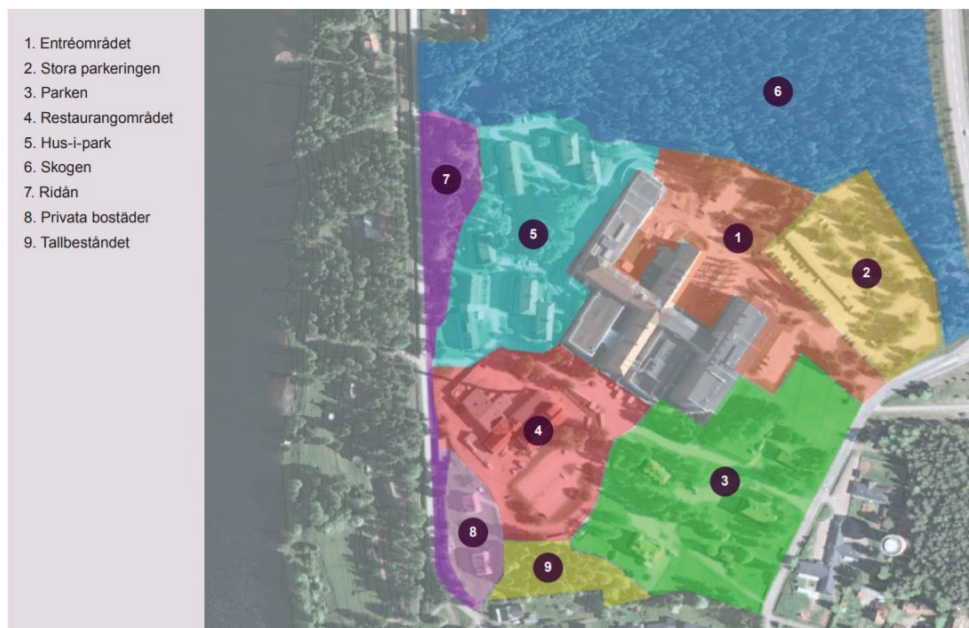 1. Entréområdet
2. Stora parkeringen
3. Parken
4. Restaurangområdet
5. Hus-i-park
6. Skogen
7. Ridån
8. Privata bostäder
9. Tallbeståndet
6
7
5
1
2
4
3
8
9